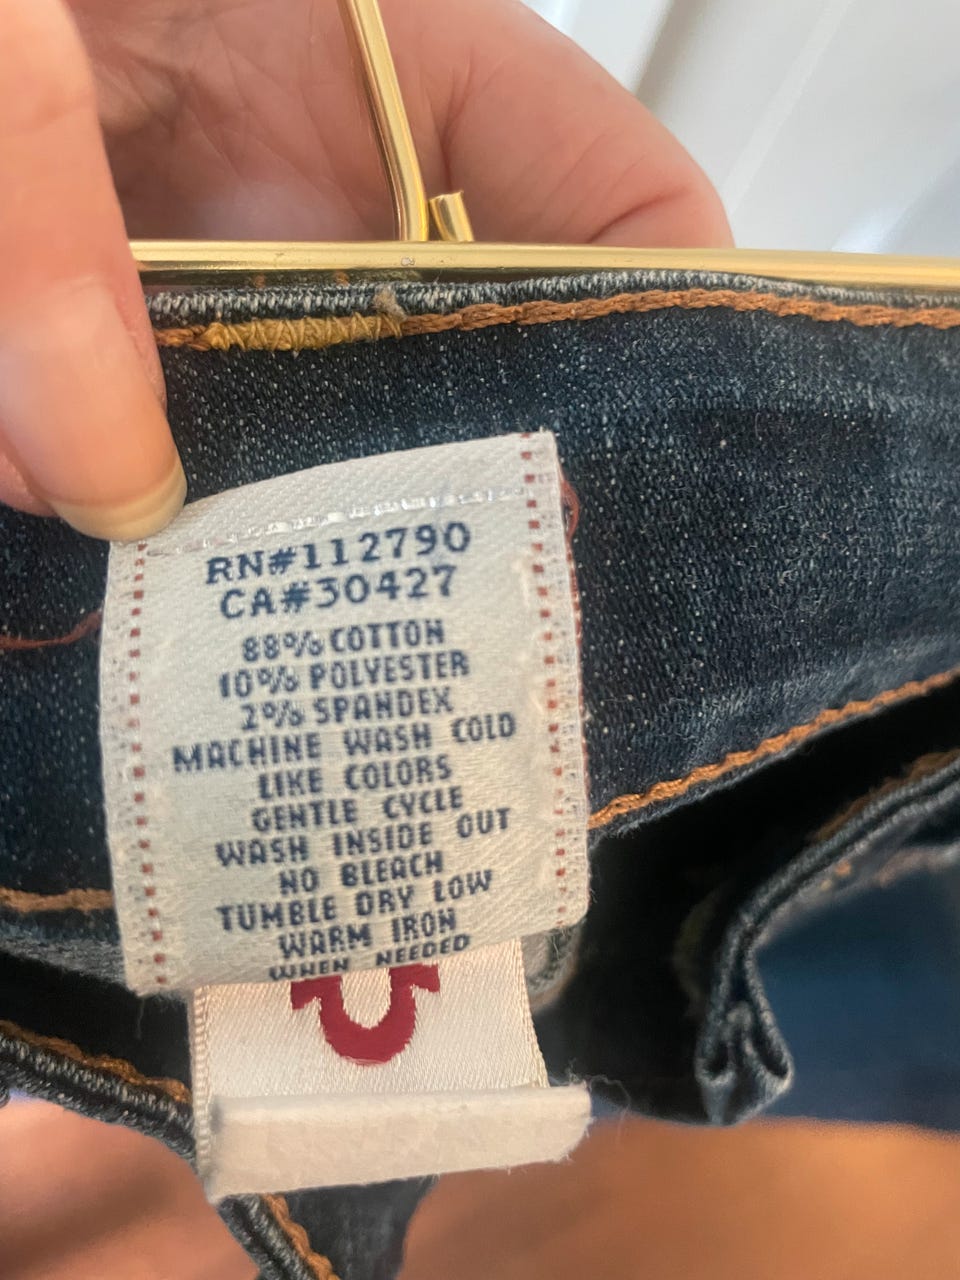 RN#112790
CA#30427
88% COTTON
10% POLYESTER
2% SPANDEX
MACHINE WASH COLD
LIKE COLORS
GENTLE CYCLE
WASH INSIDE OUT
NO BLEACH
TUMBLE DRY LOW
WARM IRON
WHEN NEEDED